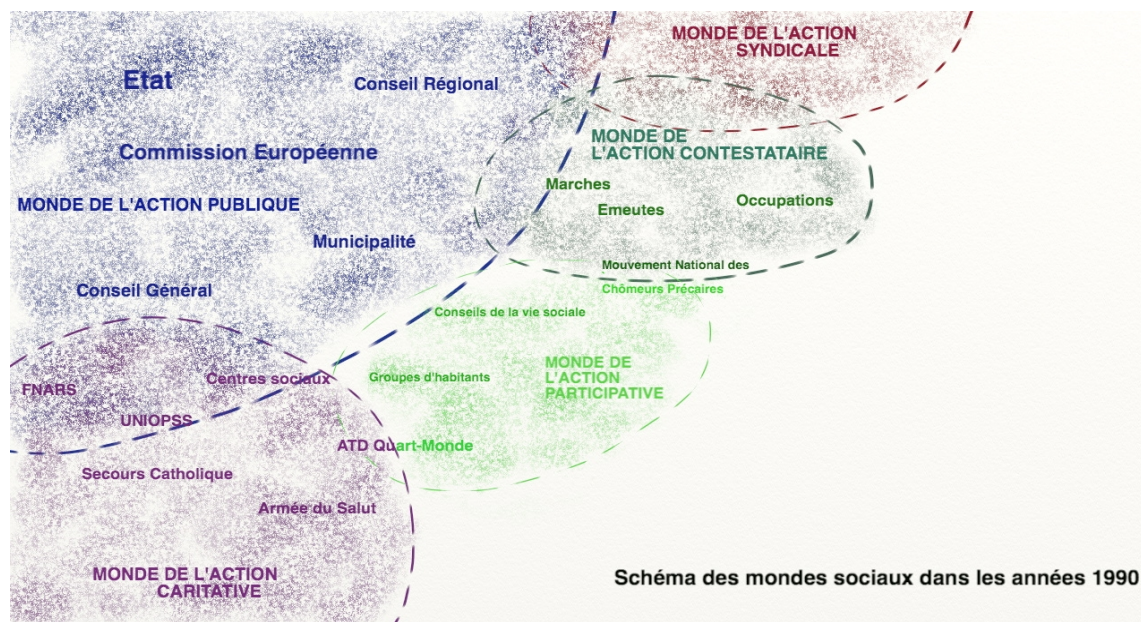 MONDE DE L'ACTION
SYNDICALE
Etat
Conseil Régional
MONDE DE
L'ACTION CONTESTATAIRE
Commission Européenne
Marches
Occupations
Emeutes
MONDE DE L'ACTION PUBLIQUE
Municipalité
Mouvement National des
Chômeurs Précaires
Conseil Général
Conseils de la vie sociale
MONDE DE
L'ACTION
PARTICIPATIVE
Groupes d'habitants
Centres sociaux
FNARS
UNIOPSS
ATD Quart-Monde
Secours Catholique
Armée du Salut
MONDE DE L'ACTION
CARITATIVE
Schéma des mondes sociaux dans les années 1990